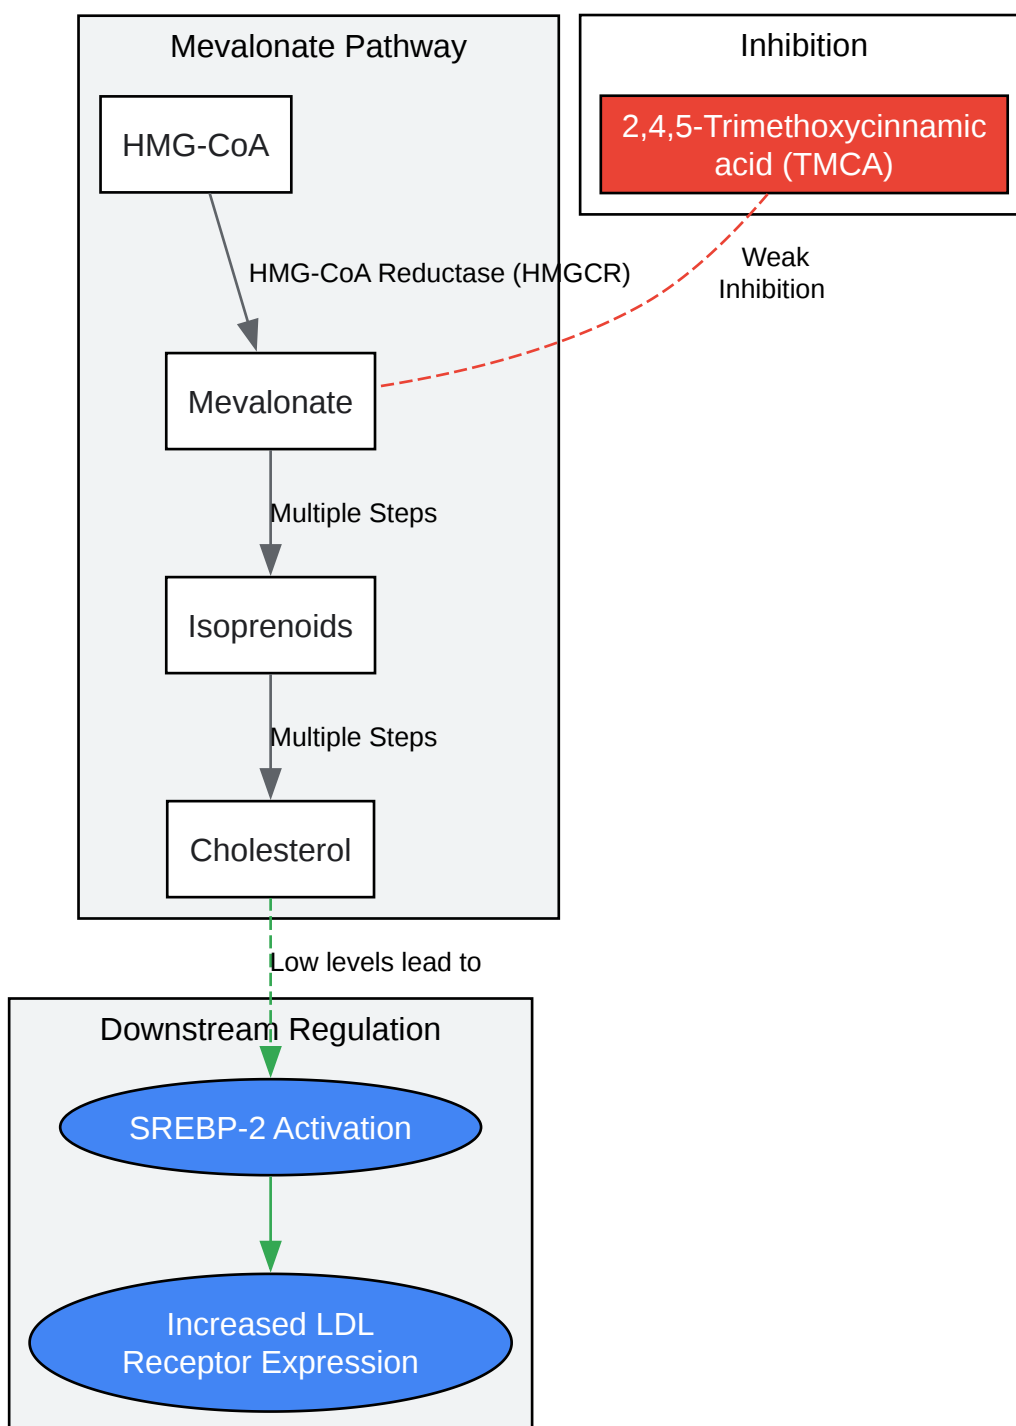 Mevalonate Pathway
Inhibition
HMG-CoA
2,4,5-Trimethoxycinnamic
acid (TMCA)
HMG-CoA Reductase (HMGCR)
Weak
Inhibition
Mevalonate
Multiple Steps
Isoprenoids
Multiple Steps
Cholesterol
Low levels lead to
Downstream Regulation
SREBP-2 Activation
Increased LDL
Receptor Expression